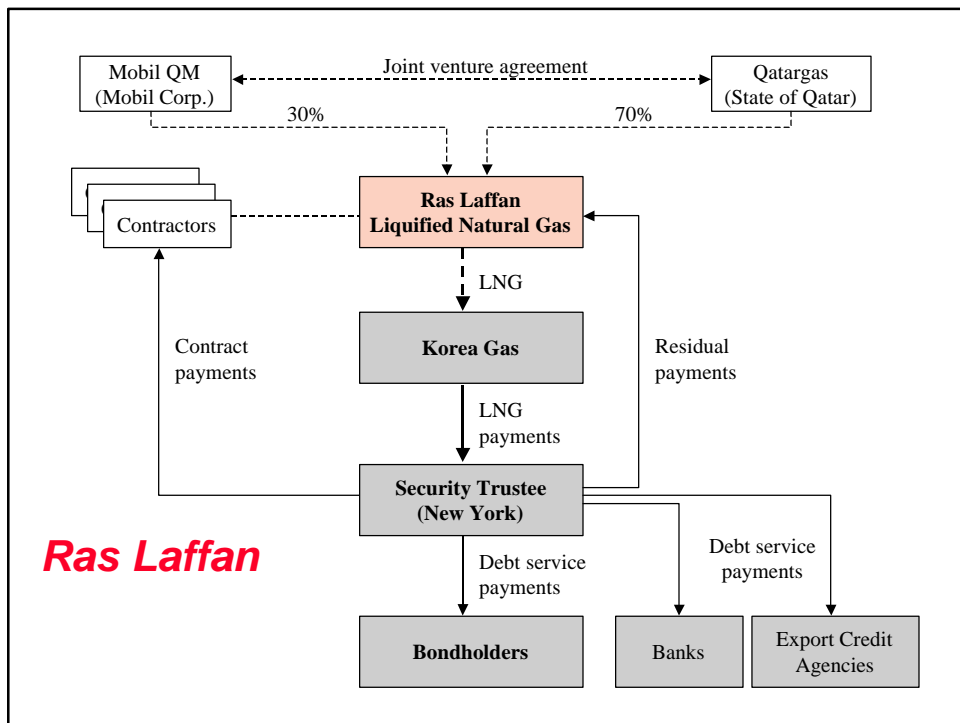 Mobil QM
(Mobil Corp.)
Joint venture agreement
Qatargas
(State of Qatar)
30%
70%
Ras Laffan
Liquified Natural Gas
Contractors
LNG
Contract
payments
Korea Gas
Residual
payments
LNG
payments
Security Trustee
(New York)
Ras Laffan
Debt service
payments
Debt service
payments
Bondholders
Banks
Export Credit
Agencies